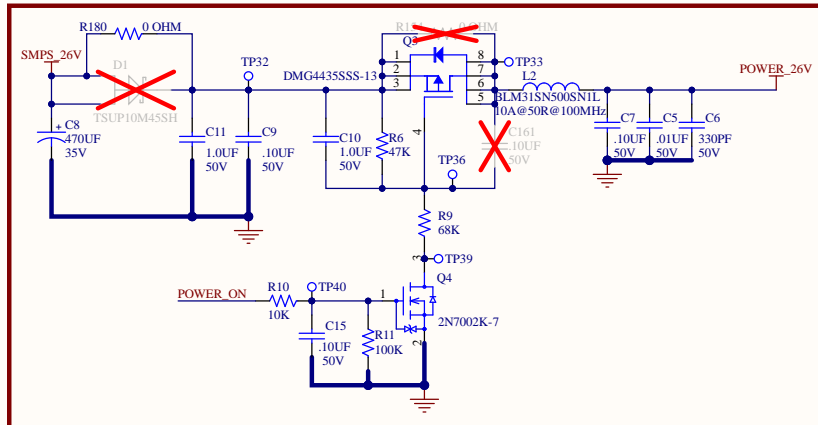 R180
0 OHM
SMPS_26V
D1
TSUP10M45SH
C8
470UF
35V
+
C11
1.0UF
50V
TP32
C9
.10UF
50V
DMG4435SSS-13
C10
1.0UF
50V
R6
47K
0 OHM
Q3
1
2
3
8
7
6
5
4
TP33
L2
BLM31SN500SN1L
10A@50R@100MHz
POWER_26V
C161
.10UF
50V
C7
.10UF
50V
C5
.01UF
50V
C6
330PF
50V
TP36
R9
68K
3
TP39
Q4
2N7002K-7
1
2
POWER_ON
R10
10K
TP40
C15
.10UF
50V
R11
100K